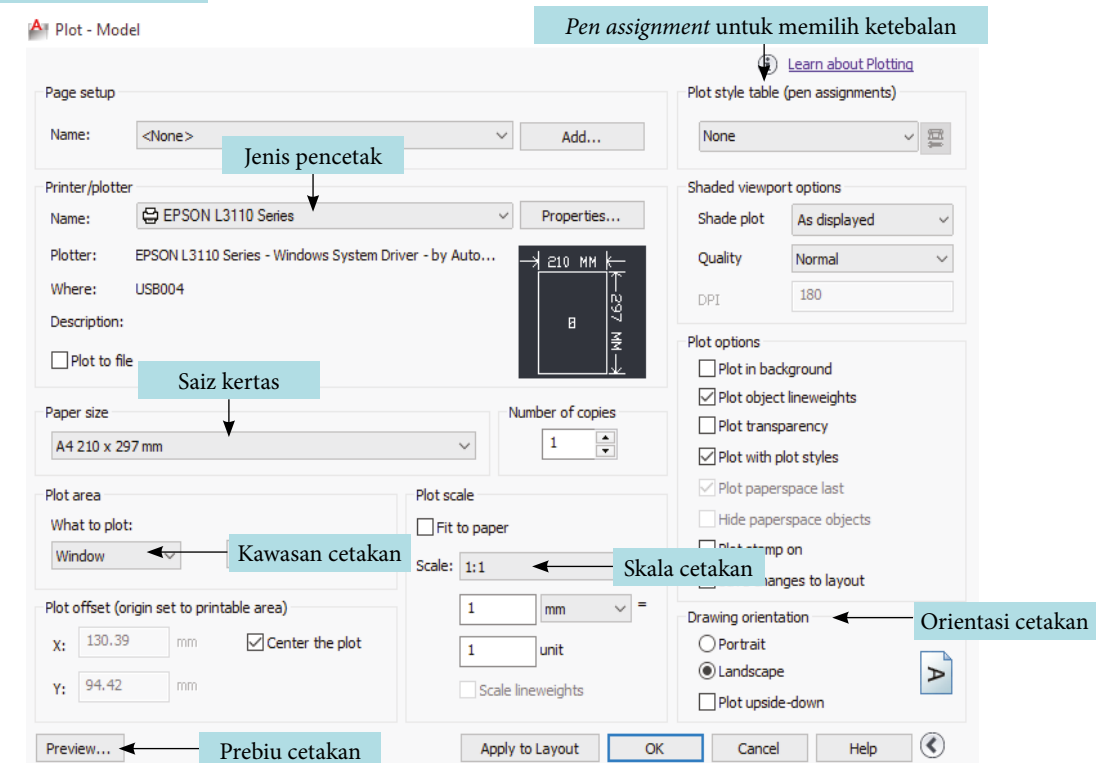 Plot - Model
Pen assignment untuk memilih ketebalan
Learn about Plotting
Page setup
Name: <None> Add...
Plot style table (pen assignments)
None
Jenis pencetak
Printer/plotter
Name: EPSON L3110 Series Properties...
Plotter: EPSON L3110 Series - Windows System Driver - by Auto...
Where: USB004
Description:
Plot to file
210 MM
297 MM
Shaded viewport options
Shade plot As displayed
Quality Normal
DPI 180
Saiz kertas
Paper size
A4 210 x 297 mm
Number of copies
1
Plot options
Plot in background
Plot object lineweights
Plot transparency
Plot with plot styles
Plot paperspace last
Hide paperspace objects
on
to layout
Plot area
What to plot:
Window
Kawasan cetakan
Plot scale
Fit to paper
Scale: 1:1
Skala cetakan
1 mm =
1 unit
Scale lineweights
Plot offset (origin set to printable area)
X: 130.39 mm Center the plot
Y: 94.42 mm
Drawing orientation
Orientasi cetakan
Portrait
Landscape
Plot upside-down
A
Preview...
Prebiu cetakan
Apply to Layout OK Cancel Help